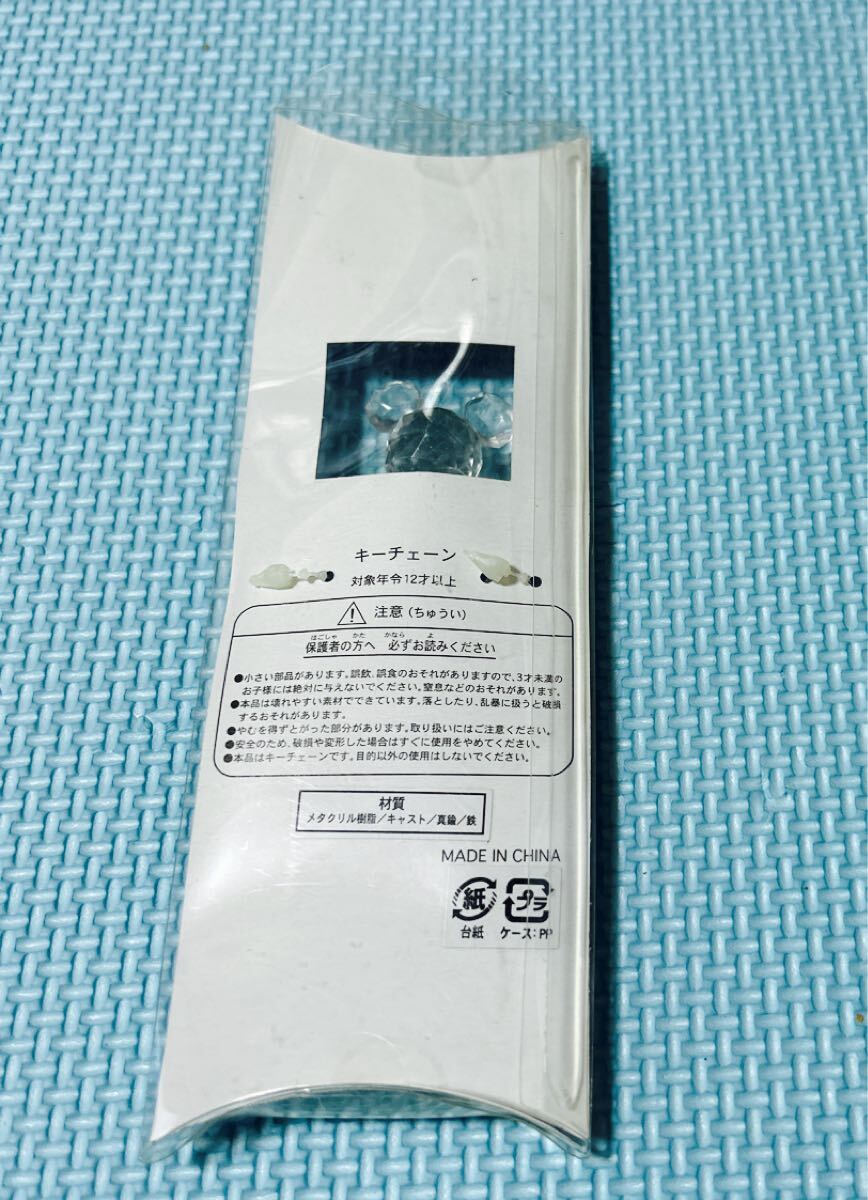 キーチェーン
対象年令12才以上
注意(ちゅうい)
保護者の方へ 必ずお読みください
●小さい部品があります。誤飲、誤食のおそれがありますので、3才未満の
お子様には絶対に与えないでください。窒息などのおそれがあります。
●本品は壊れやすい素材でできています。落としたり、乱暴に扱うと破損
するおそれがあります。
●やむを得ずとがった部分があります。取り扱いにはご注意ください。
●安全のため、破損や変形した場合はすぐに使用をやめてください。
●本品はキーチェーンです。目的以外の使用はしないでください。
材質
メタクリル樹脂/キャスト/真鍮/鉄
MADE IN CHINA
紙 プラ
台紙 ケース:PP